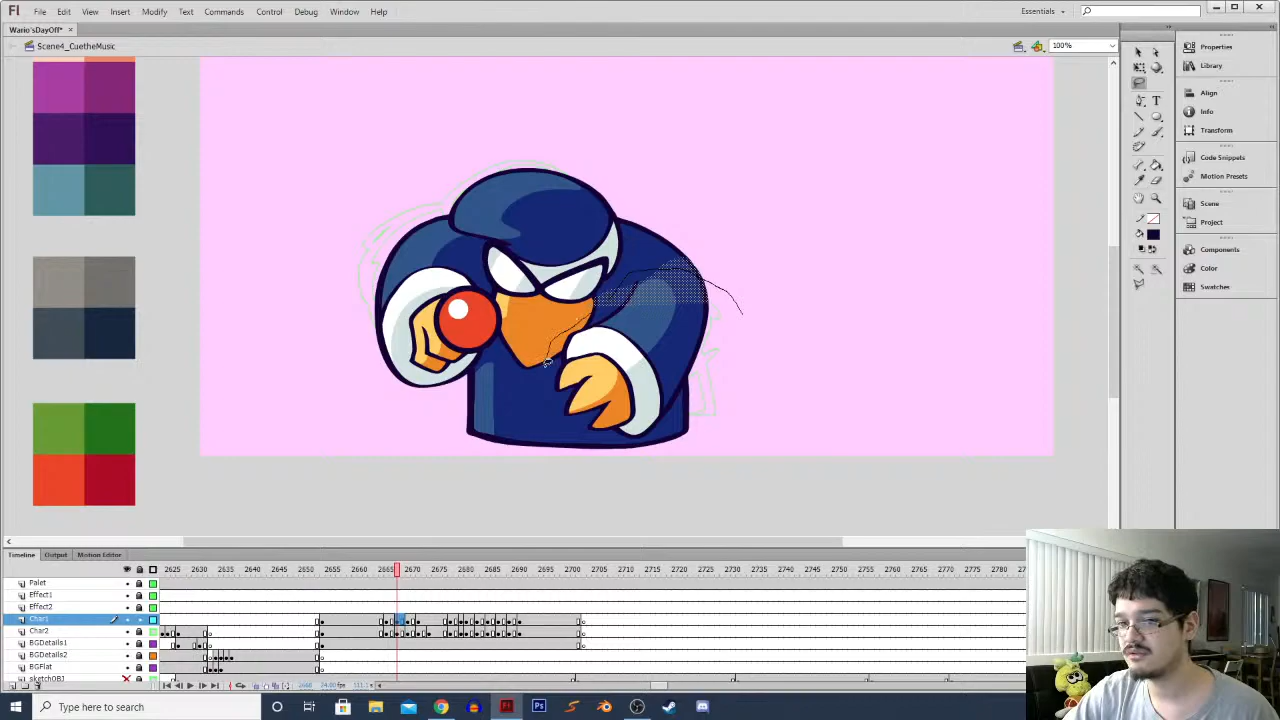 Fl File Edit View Insert Modify Text Commands Control Debug Window Help Essentials
Wario'sDayOff*
Scene4_CuetheMusic 100%
Properties
Library
Align
Info
Transform
Code Snippets
Motion Presets
Scene
Project
Components
Color
Swatches
Timeline Output Motion Editor
2625 2630 2635 2640 2645 2650 2655 2660 2665 2670 2675 2680 2685 2690 2695 2700 2705 2710 2715 2720 2725 2730 2735 2740 2745 2750 2755 2760 2765 2770 2775 2780
Palet
Effect1
Effect2
Char1
Char2
BGDetails1
BGDetails2
BGFlat
sketchOBJ
Type here to search
Fl Ps